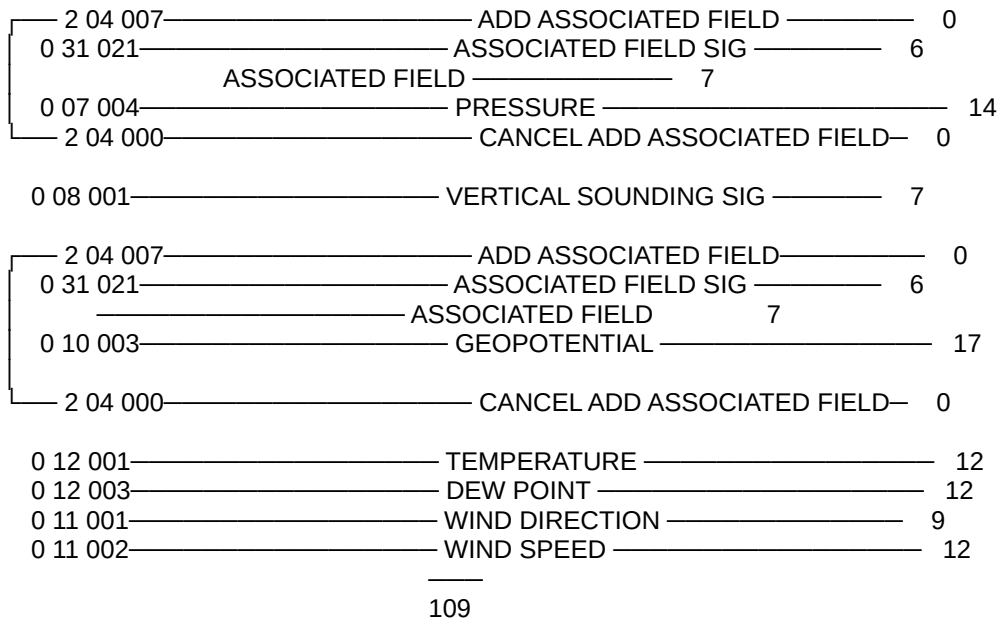 2 04 007 ADD ASSOCIATED FIELD 0
0 31 021 ASSOCIATED FIELD SIG 6
ASSOCIATED FIELD 7
0 07 004 PRESSURE 14
2 04 000 CANCEL ADD ASSOCIATED FIELD 0
0 08 001 VERTICAL SOUNDING SIG 7
2 04 007 ADD ASSOCIATED FIELD 0
0 31 021 ASSOCIATED FIELD SIG 6
ASSOCIATED FIELD 7
0 10 003 GEOPOTENTIAL 17
2 04 000 CANCEL ADD ASSOCIATED FIELD 0
0 12 001 TEMPERATURE 12
0 12 003 DEW POINT 12
0 11 001 WIND DIRECTION 9
0 11 002 WIND SPEED 12
109